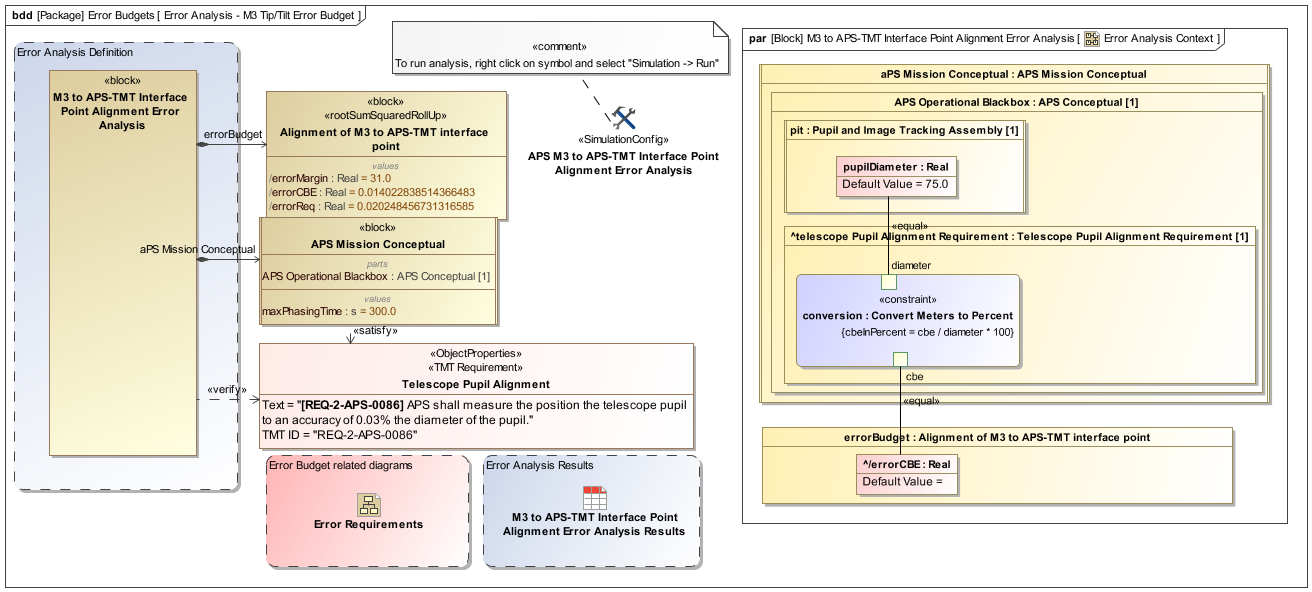 bdd [Package] Error Budgets [ Error Analysis - M3 Tip/Tilt Error Budget ]
Error Analysis Definition
«block»
M3 to APS-TMT Interface
Point Alignment Error
Analysis
errorBudget
aPS Mission Conceptual
«verify»
«comment»
To run analysis, right click on symbol and select "Simulation -> Run"
«SimulationConfig»
APS M3 to APS-TMT Interface Point
Alignment Error Analysis
«block»
«rootSumSquaredRollUp»
Alignment of M3 to APS-TMT interface
point
values
/errorMargin : Real = 31.0
/errorCBE : Real = 0.014022838514366483
/errorReq : Real = 0.020248456731316585
«block»
APS Mission Conceptual
parts
APS Operational Blackbox : APS Conceptual [1]
values
maxPhasingTime : s = 300.0
«satisfy»
«ObjectProperties»
«TMT Requirement»
Telescope Pupil Alignment
Text = "[REQ-2-APS-0086] APS shall measure the position the telescope pupil
to an accuracy of 0.03% the diameter of the pupil."
TMT ID = "REQ-2-APS-0086"
Error Budget related diagrams
Error Requirements
Error Analysis Results
M3 to APS-TMT Interface Point
Alignment Error Analysis Results
par [Block] M3 to APS-TMT Interface Point Alignment Error Analysis [ Error Analysis Context ]
aPS Mission Conceptual : APS Mission Conceptual
APS Operational Blackbox : APS Conceptual [1]
pit : Pupil and Image Tracking Assembly [1]
pupilDiameter : Real
Default Value = 75.0
«equal»
^telescope Pupil Alignment Requirement : Telescope Pupil Alignment Requirement [1]
diameter
«constraint»
conversion : Convert Meters to Percent
{cbeInPercent = cbe / diameter * 100}
cbe
«equal»
errorBudget : Alignment of M3 to APS-TMT interface point
^/errorCBE : Real
Default Value =